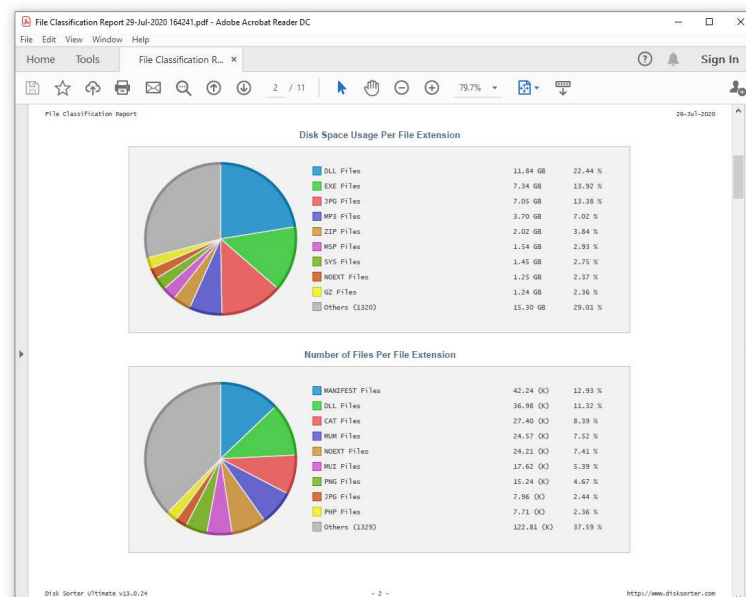 File Classification Report 29-Jul-2020 164241.pdf - Adobe Acrobat Reader DC
File Edit View Window Help
Home Tools File Classification R... × Sign In
2 / 11 79.7%
File Classification Report 29-Jul-2020
Disk Space Usage Per File Extension
DLL Files 11.84 GB 22.44 %
EXE Files 7.34 GB 13.92 %
JPG Files 7.05 GB 13.38 %
MP3 Files 3.70 GB 7.02 %
ZIP Files 2.02 GB 3.84 %
MSP Files 1.54 GB 2.93 %
SYS Files 1.45 GB 2.75 %
NOEXT Files 1.25 GB 2.37 %
GZ Files 1.24 GB 2.36 %
Others (1320) 15.30 GB 29.01 %
Number of Files Per File Extension
MANIFEST Files 42.24 (K) 12.93 %
DLL Files 36.98 (K) 11.32 %
CAT Files 27.40 (K) 8.39 %
MUM Files 24.57 (K) 7.52 %
NOEXT Files 24.21 (K) 7.41 %
MUI Files 17.62 (K) 5.39 %
PNG Files 15.24 (K) 4.67 %
JPG Files 7.96 (K) 2.44 %
PHP Files 7.71 (K) 2.36 %
Others (1329) 122.81 (K) 37.59 %
Disk Sorter Ultimate v13.0.24 - 2 - http://www.disksorter.com